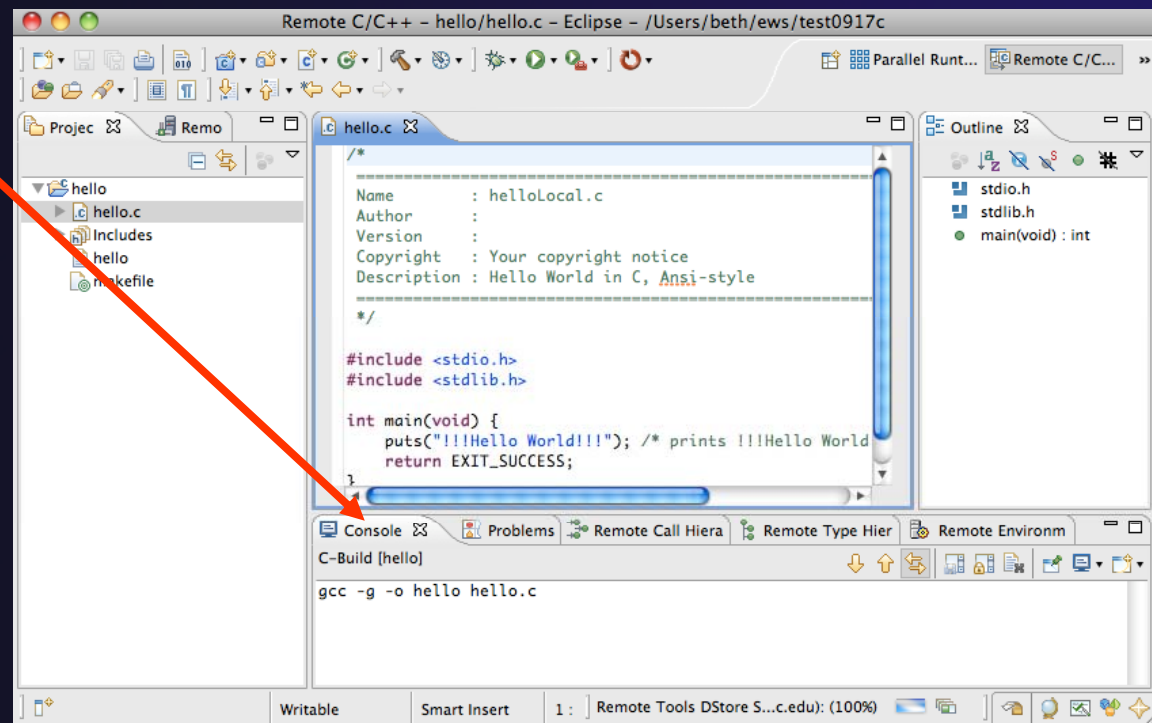 Remote C/C++ – hello/hello.c – Eclipse – /Users/beth/ews/test0917c
Parallel Runt... Remote C/C... »
Projec Remo
hello
hello.c
Includes
hello
makefile
hello.c
/*
============================================================
Name : helloLocal.c
Author :
Version :
Copyright : Your copyright notice
Description : Hello World in C, Ansi-style
============================================================
*/
#include <stdio.h>
#include <stdlib.h>
int main(void) {
puts("!!!Hello World!!!"); /* prints !!!Hello World
return EXIT_SUCCESS;
}
Outline
stdio.h
stdlib.h
main(void) : int
Console Problems Remote Call Hiera Remote Type Hier Remote Environm
C-Build [hello]
gcc -g -o hello hello.c
Writable Smart Insert 1 : Remote Tools DStore S...c.edu): (100%)